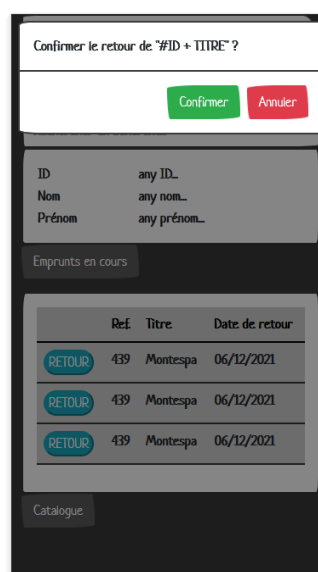 Confirmer le retour de "#ID + TITRE" ?
Confirmer Annuler
ID any ID...
Nom any nom...
Prénom any prénom...
Emprunts en cours
Ref. Titre Date de retour
RETOUR 439 Montespa 06/12/2021
RETOUR 439 Montespa 06/12/2021
RETOUR 439 Montespa 06/12/2021
Catalogue